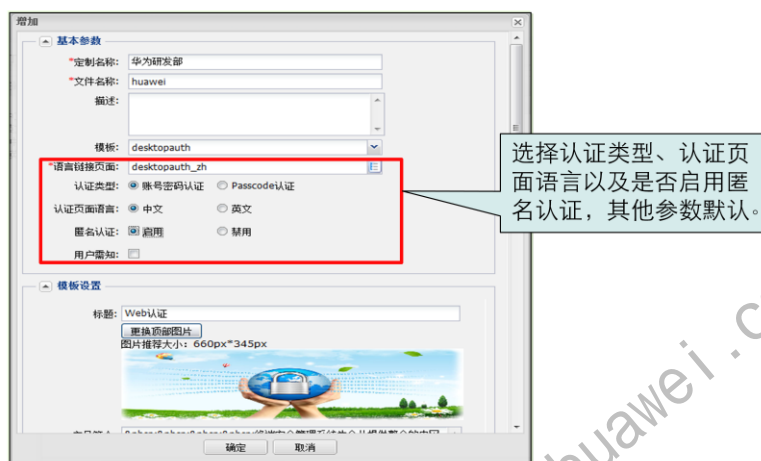 增加
基本参数
*定制名称: 华为研发部
*文件名称: huawei
描述:
模板: desktopauth
*语言链接页面: desktopauth_zh
认证类型: 账号密码认证 Passcode认证
认证页面语言: 中文 英文
匿名认证: 启用 禁用
用户需知:
选择认证类型、认证页
面语言以及是否启用匿
名认证，其他参数默认。
模板设置
标题: Web认证
更换顶部图片
图片推荐大小: 660px*345px
确定 取消
huawei.c